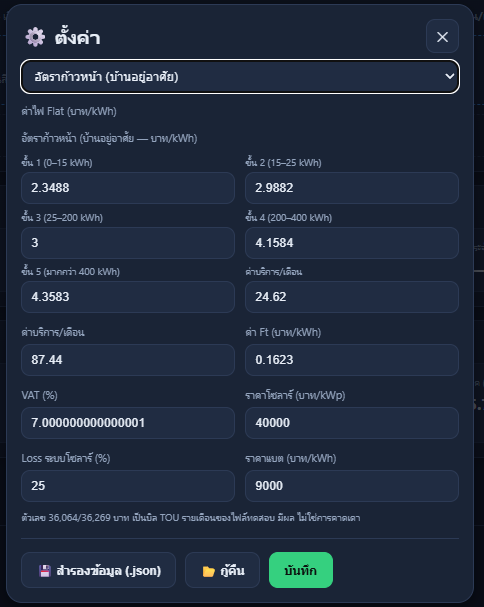 ตั้งค่า
อัตราก้าวหน้า (บ้านอยู่อาศัย)
ค่าไฟ Flat (บาท/kWh)
อัตราก้าวหน้า (บ้านอยู่อาศัย — บาท/kWh)
ขั้น 1 (0–15 kWh)
ขั้น 2 (15–25 kWh)
2.3488
2.9882
ขั้น 3 (25–200 kWh)
ขั้น 4 (200–400 kWh)
3
4.1584
ขั้น 5 (มากกว่า 400 kWh)
ค่าบริการ/เดือน
4.3583
24.62
ค่าบริการ/เดือน
ค่า Ft (บาท/kWh)
87.44
0.1623
VAT (%)
ราคาโซลาร์ (บาท/kWp)
7.000000000000001
40000
Loss ระบบโซลาร์ (%)
ราคาแบต (บาท/kWh)
25
9000
ตัวเลข 36,064/36,269 บาท เป็นบิล TOU รายเดือนของไฟล์ทดสอบ มีผล ไม่ใช่การคาดเดา
สำรองข้อมูล (.json)
กู้คืน
บันทึก